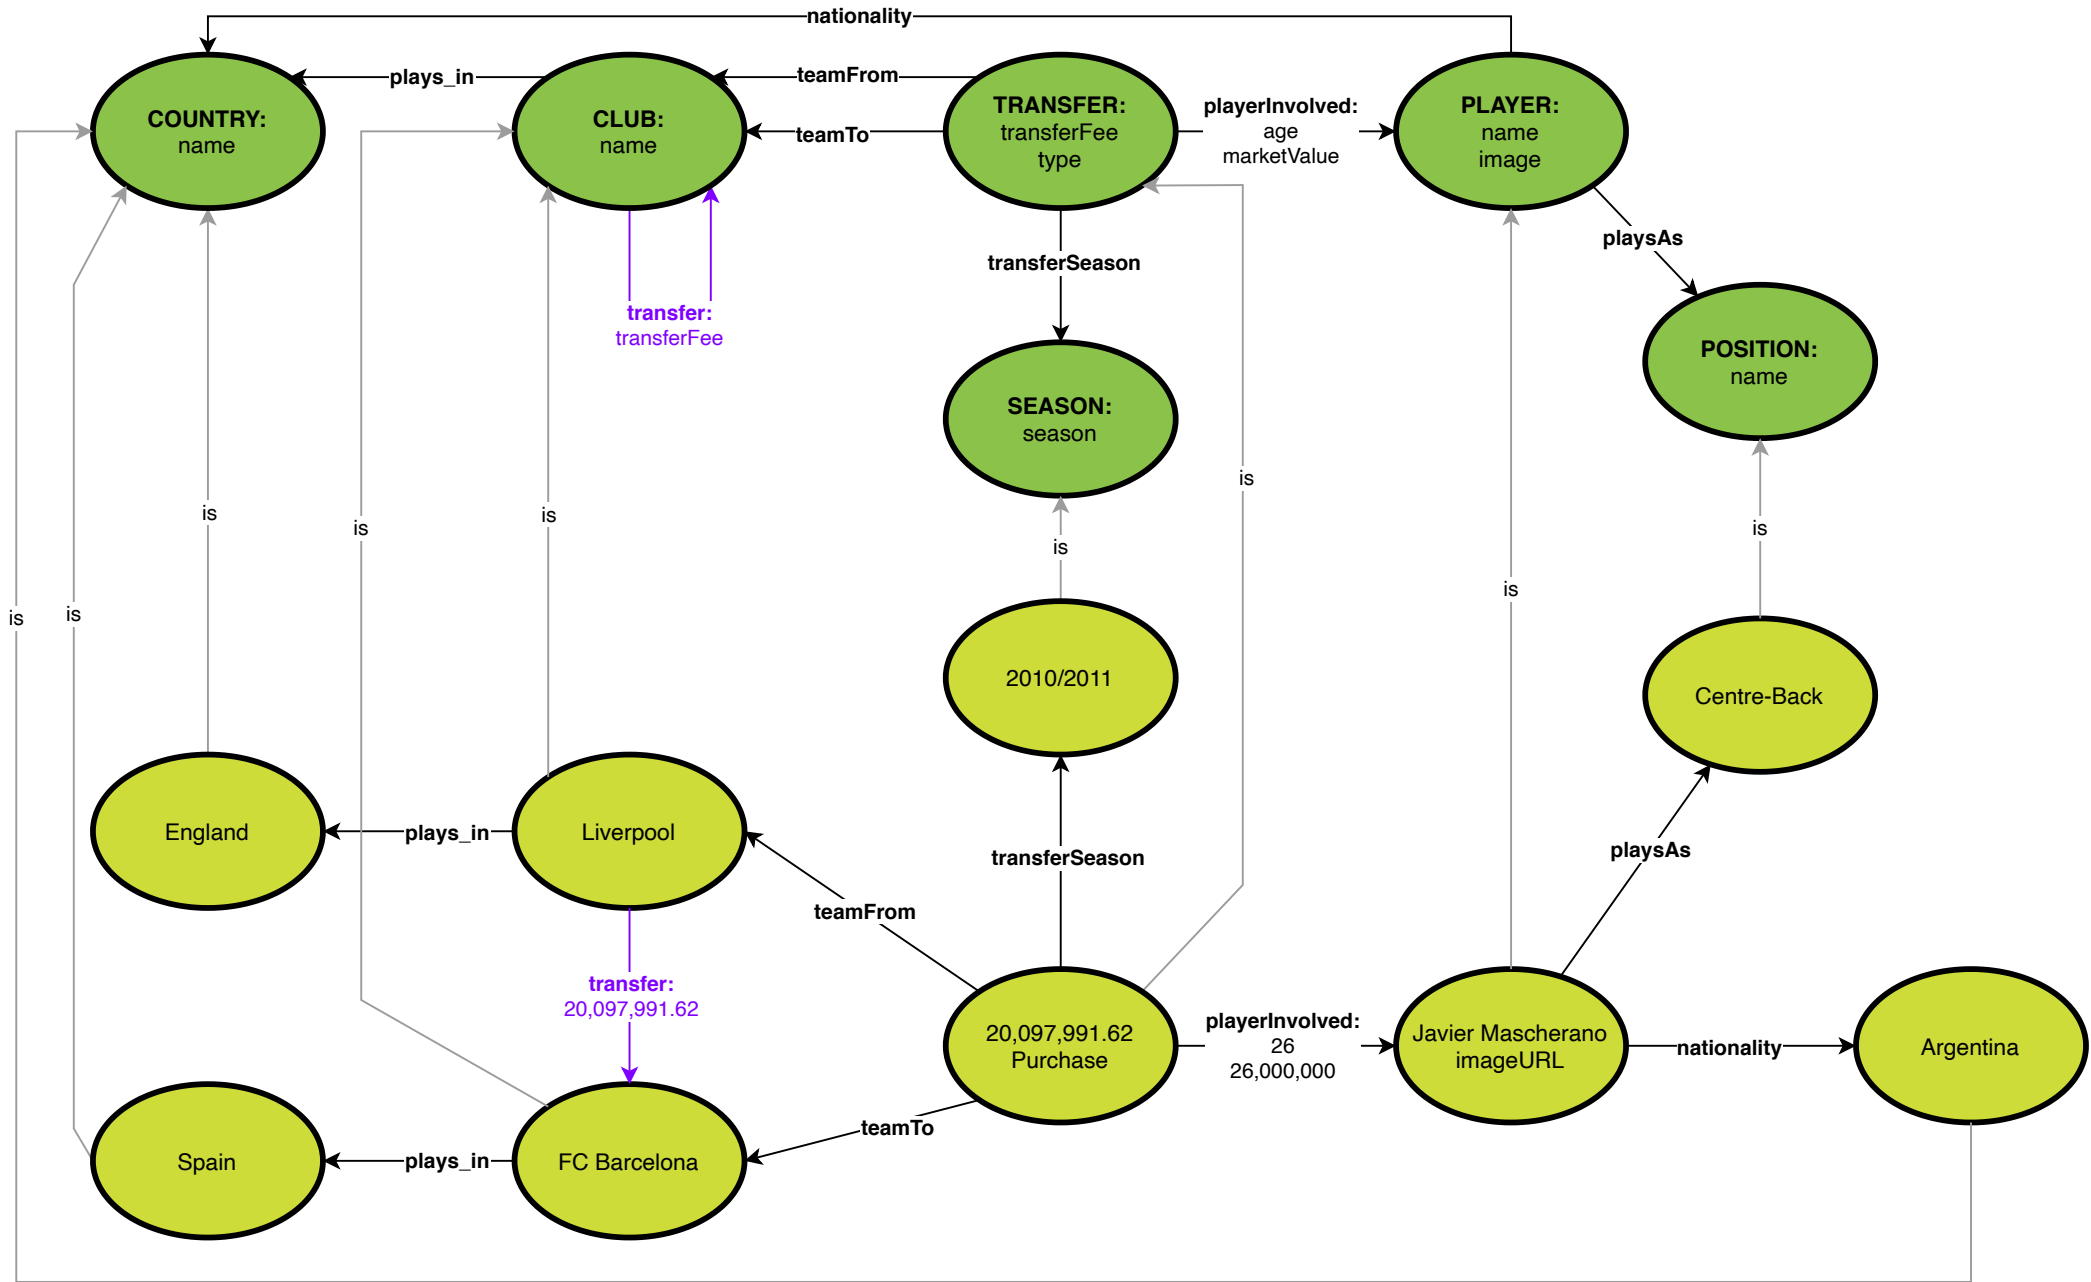 nationality
plays_in
teamFrom
COUNTRY:
name
CLUB:
name
teamTo
TRANSFER:
transferFee
type
playerInvolved:
age
marketValue
PLAYER:
name
image
playsAs
transferSeason
transfer:
transferFee
POSITION:
name
SEASON:
season
is
is
is
is
is
is
is
is
is
2010/2011
Centre-Back
England
plays_in
Liverpool
transferSeason
playsAs
teamFrom
transfer:
20,097,991.62
20,097,991.62
Purchase
playerInvolved:
26
26,000,000
Javier Mascherano
imageURL
nationality
Argentina
teamTo
Spain
plays_in
FC Barcelona